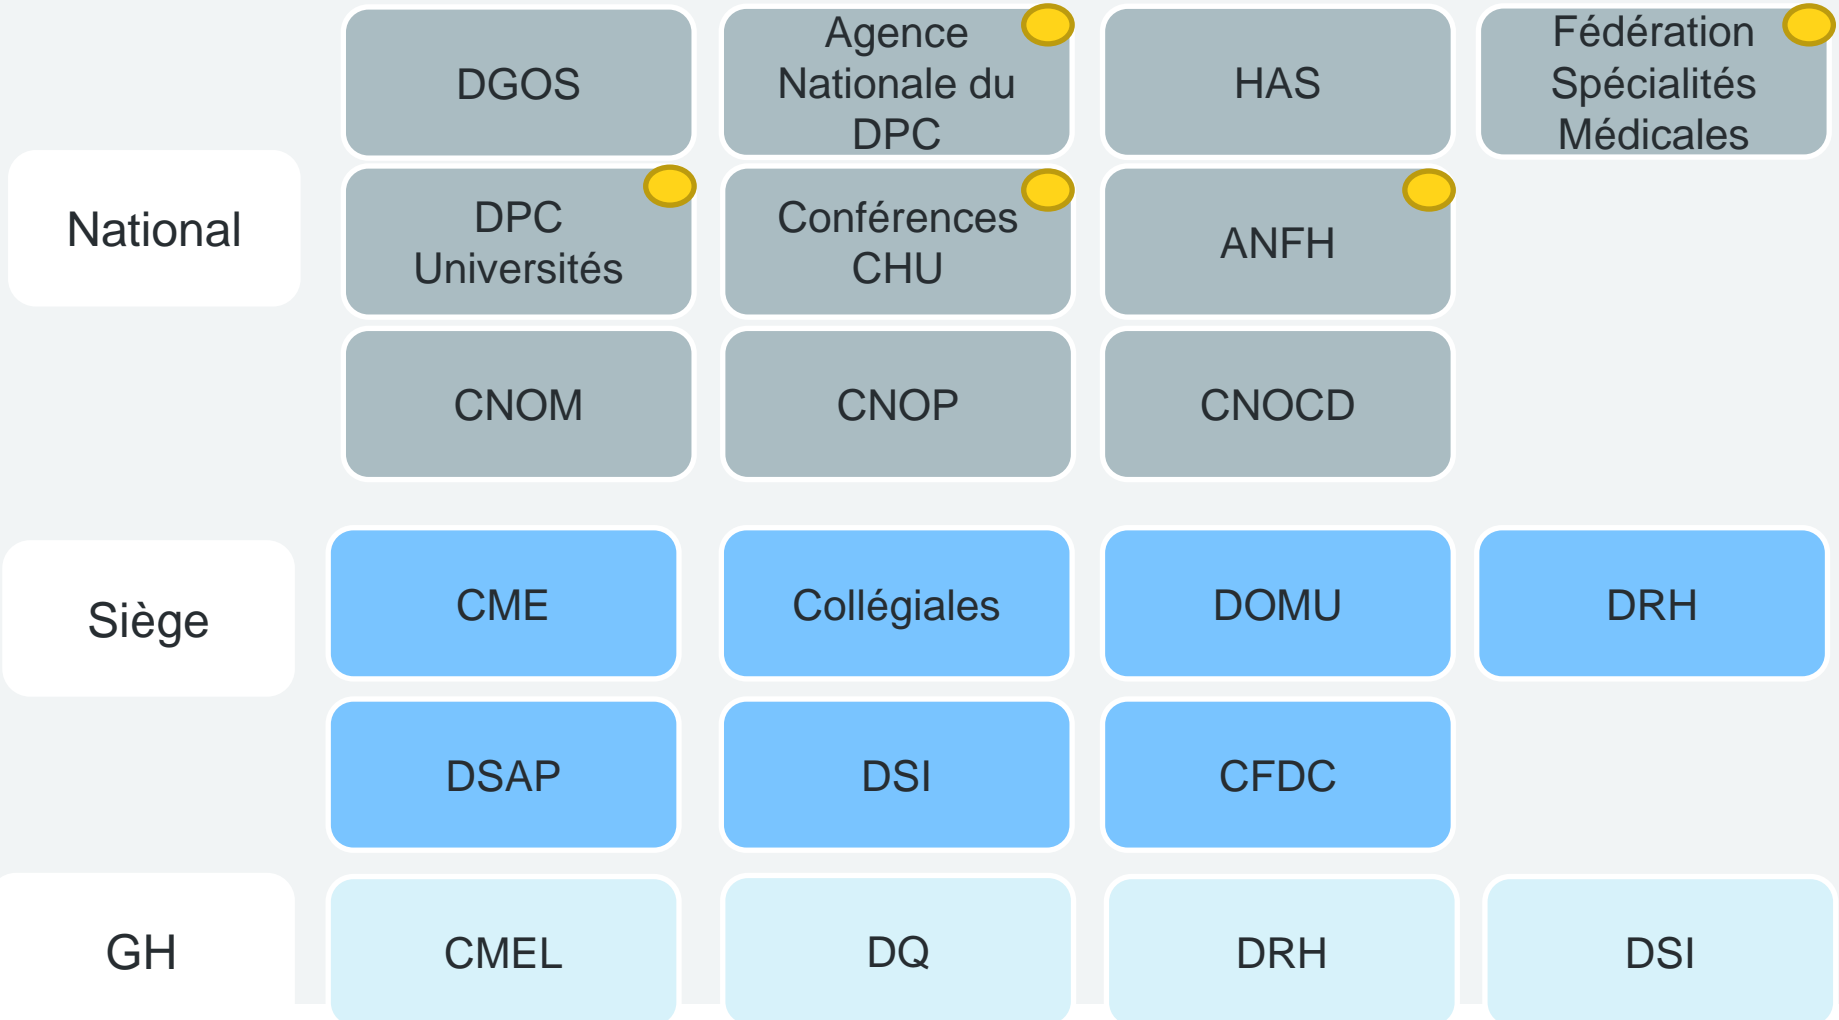 DGOS
Agence
Nationale du
DPC
HAS
Fédération
Spécialités
Médicales
National
DPC
Universités
Conférences
CHU
ANFH
CNOM
CNOP
CNOCD
Siège
CME
Collégiales
DOMU
DRH
DSAP
DSI
CFDC
GH
CMEL
DQ
DRH
DSI